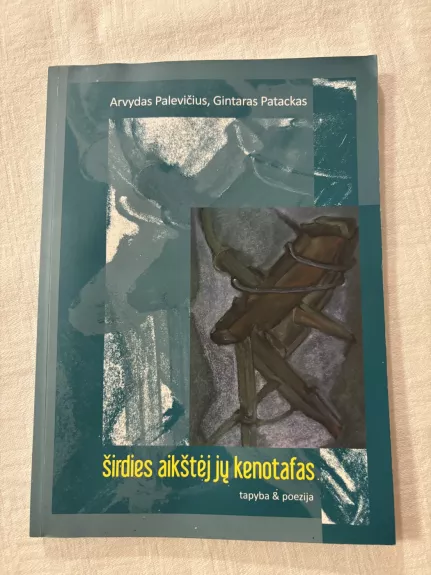 Arvydas Palevičius, Gintaras Patackas
širdies aikštėj jų kenotafas
tapyba & poezija